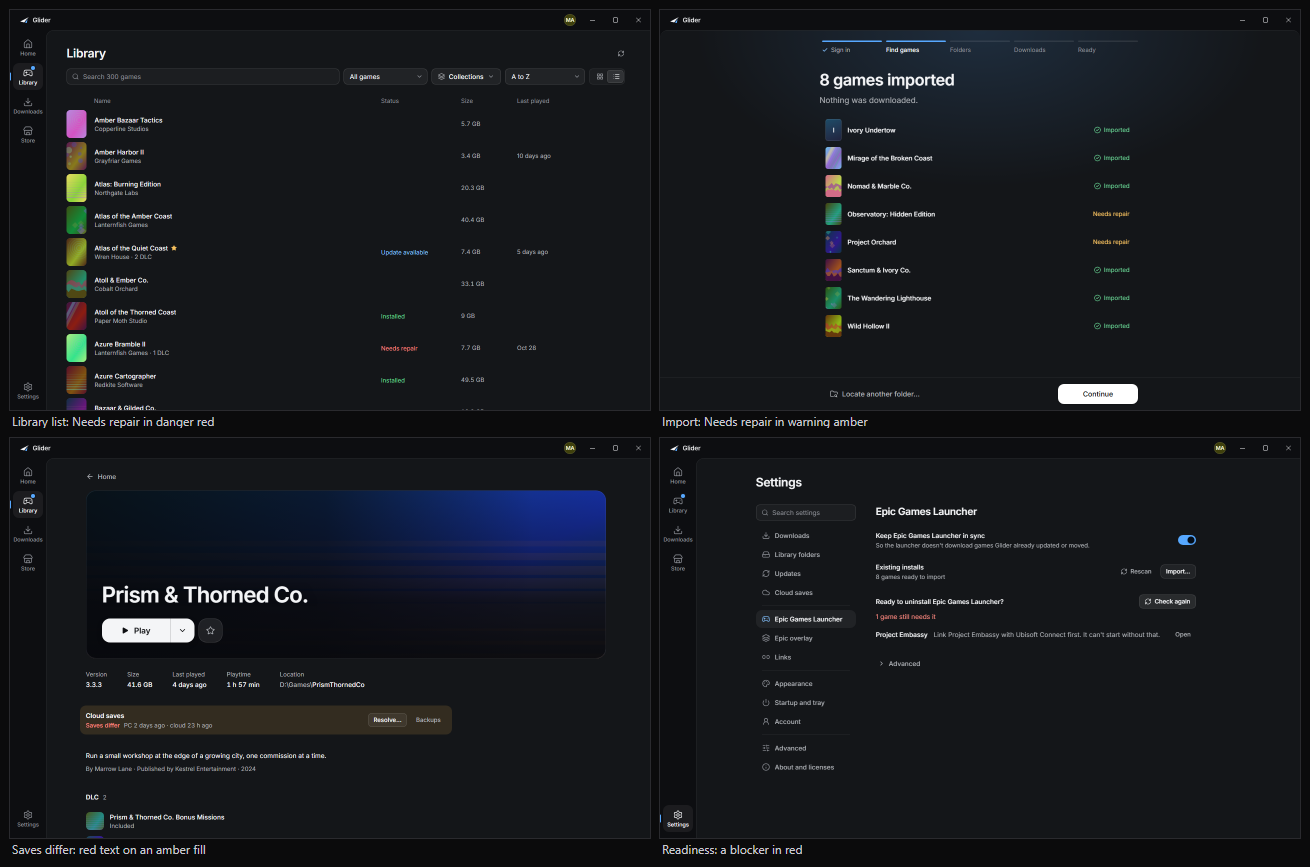 Glider
MA
Home
Library
Downloads
Store
Settings
Library
Search 300 games
All games
Collections
A to Z
Name Status Size Last played
Amber Bazaar Tactics
Copperline Studios
5.7 GB
Amber Harbor II
Grayfriar Games
3.4 GB 10 days ago
Atlas: Burning Edition
Northgate Labs
20.3 GB
Atlas of the Amber Coast
Lanternfish Games
40.4 GB
Atlas of the Quiet Coast
Wren House · 2 DLC
Update available 7.4 GB 5 days ago
Atoll & Ember Co.
Cobalt Orchard
33.1 GB
Atoll of the Thorned Coast
Paper Moth Studio
Installed 9 GB
Azure Bramble II
Lanternfish Games · 1 DLC
Needs repair 7.7 GB Oct 28
Azure Cartographer
Redkite Software
Installed 49.5 GB
Bazaar & Gilded Co.
Library list: Needs repair in danger red
Glider
Sign in
Find games
Folders
Downloads
Ready
8 games imported
Nothing was downloaded.
I
Ivory Undertow Imported
Mirage of the Broken Coast Imported
Nomad & Marble Co. Imported
Observatory: Hidden Edition Needs repair
Project Orchard Needs repair
Sanctum & Ivory Co. Imported
The Wandering Lighthouse Imported
Wild Hollow II Imported
Locate another folder...
Continue
Import: Needs repair in warning amber
Glider
MA
Home
Library
Downloads
Store
Settings
Home
Prism & Thorned Co.
Play
Version Size Last played Playtime Location
3.3.3 41.6 GB 4 days ago 1 h 57 min D:\Games\PrismThornedCo
Cloud saves
Saves differ PC 2 days ago · cloud 23 h ago
Resolve...
Backups
Run a small workshop at the edge of a growing city, one commission at a time.
By Marrow Lane · Published by Kestrel Entertainment · 2024
DLC 2
Prism & Thorned Co. Bonus Missions
Included
Saves differ: red text on an amber fill
Glider
MA
Home
Library
Downloads
Store
Settings
Settings
Search settings
Downloads
Library folders
Updates
Cloud saves
Epic Games Launcher
Epic overlay
Links
Appearance
Startup and tray
Account
Advanced
About and licenses
Epic Games Launcher
Keep Epic Games Launcher in sync
So the launcher doesn't download games Glider already updated or moved.
Existing installs
8 games ready to import
Rescan
Import...
Ready to uninstall Epic Games Launcher?
Check again
1 game still needs it
Project Embassy Link Project Embassy with Ubisoft Connect first. It can't start without that. Open
Advanced
Readiness: a blocker in red